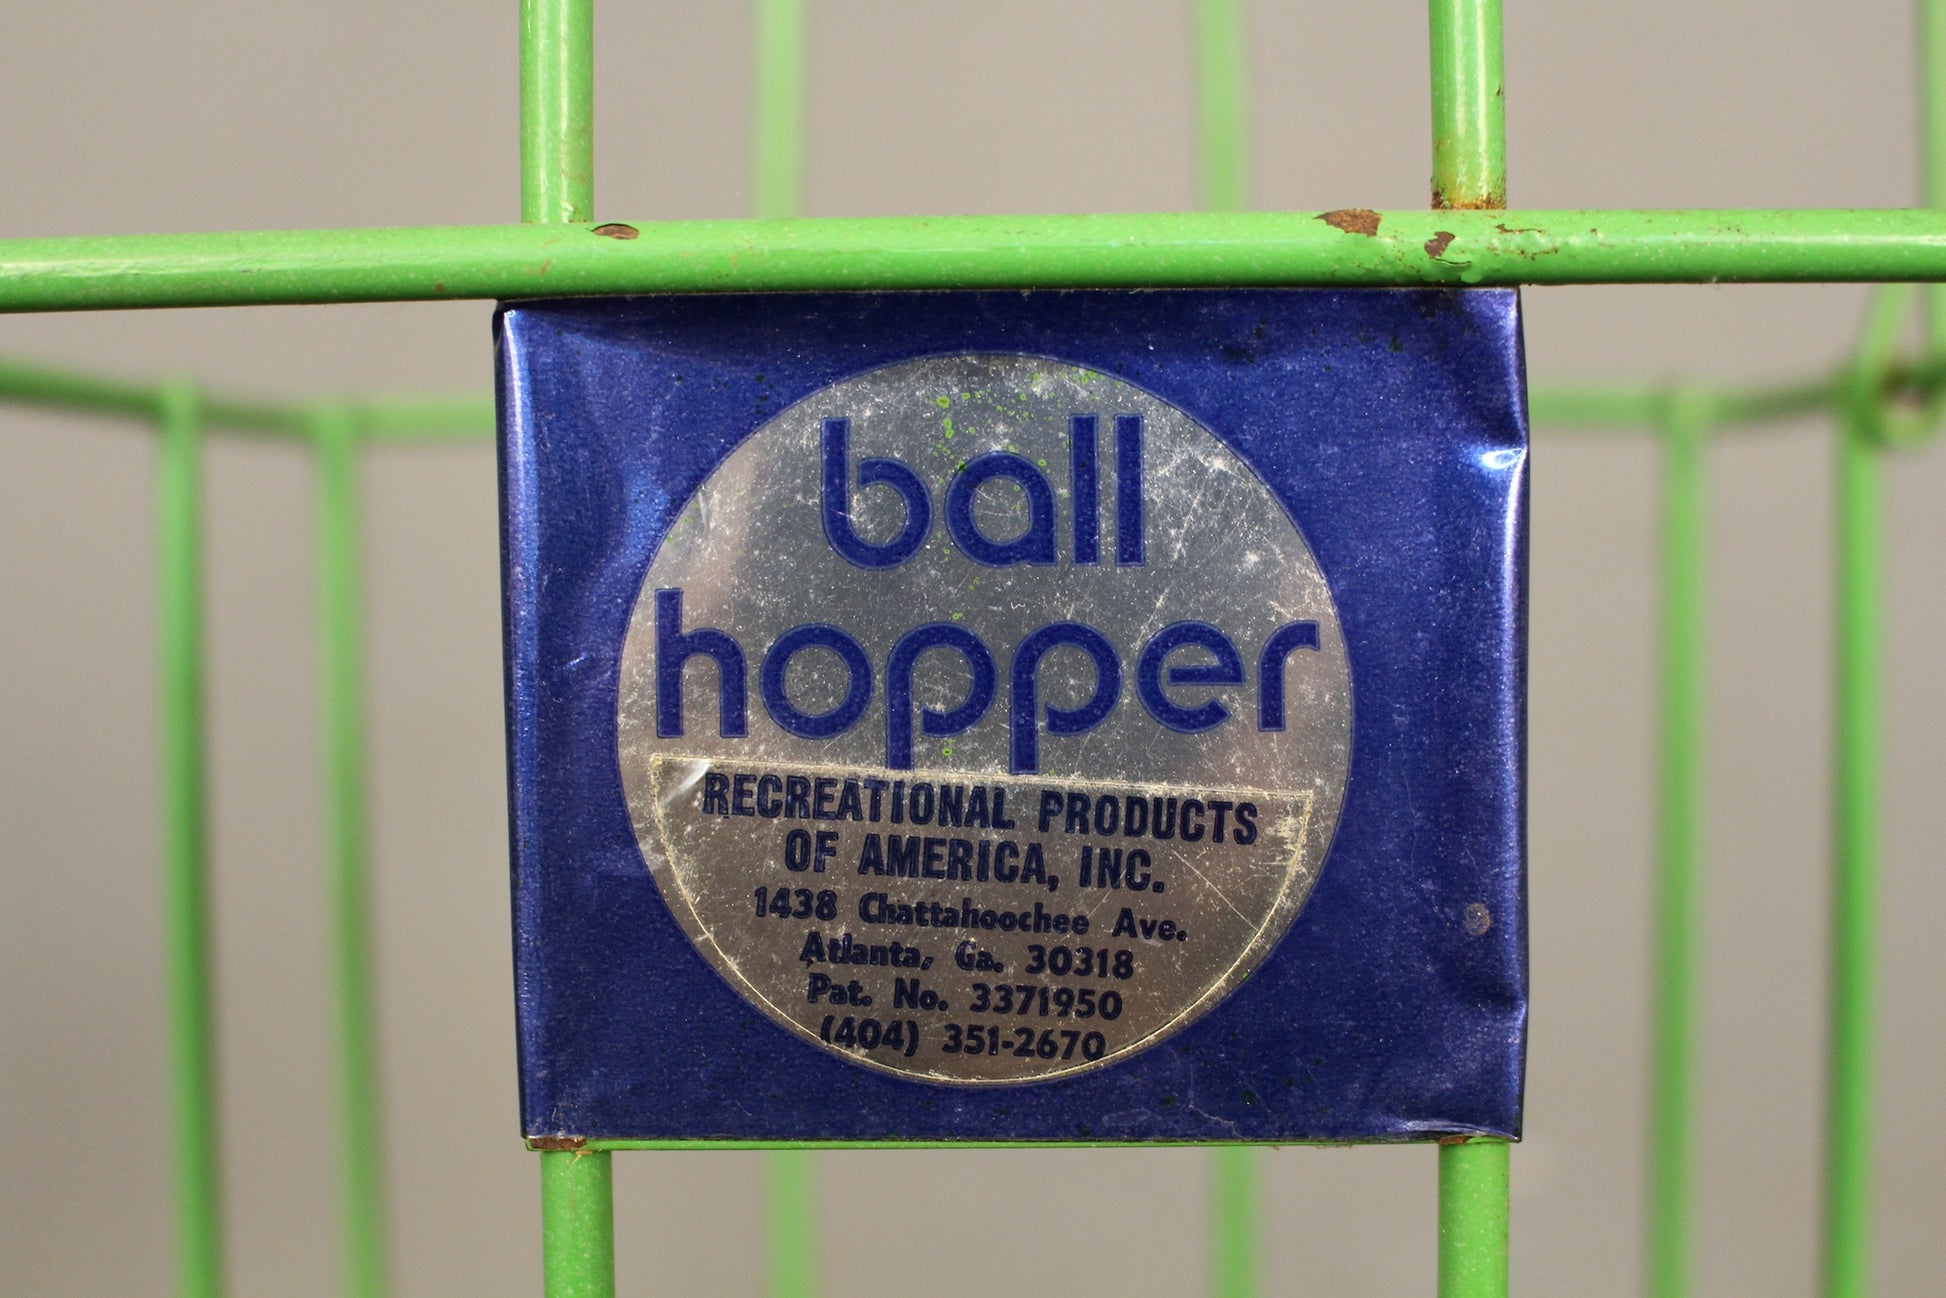 ball
hopper
RECREATIONAL PRODUCTS
OF AMERICA, INC.
1438 Chattahoochee Ave.
Atlanta, Ga. 30318
Pat. No. 3371950
(404) 351-2670